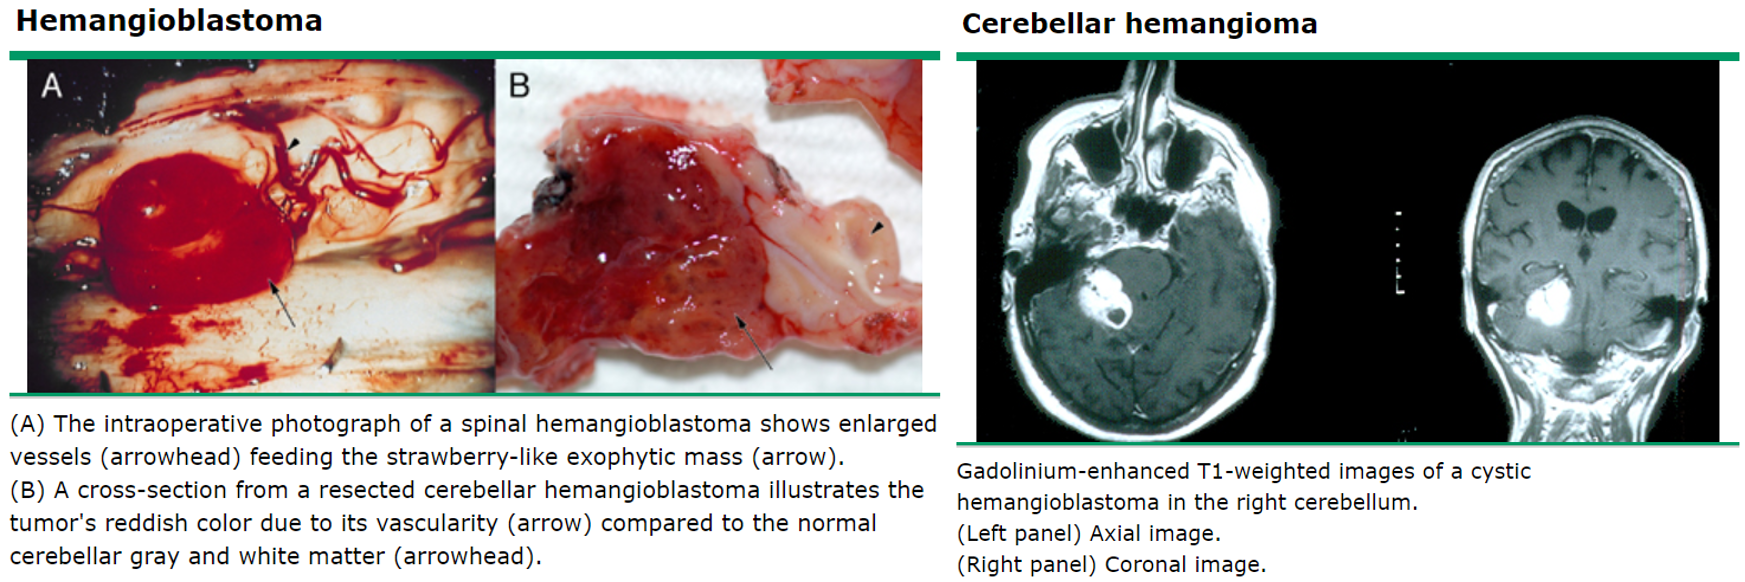 Hemangioblastoma
A
B
(A) The intraoperative photograph of a spinal hemangioblastoma shows enlarged
vessels (arrowhead) feeding the strawberry-like exophytic mass (arrow).
(B) A cross-section from a resected cerebellar hemangioblastoma illustrates the
tumor's reddish color due to its vascularity (arrow) compared to the normal
cerebellar gray and white matter (arrowhead).
Cerebellar hemangioma
Gadolinium-enhanced T1-weighted images of a cystic
hemangioblastoma in the right cerebellum.
(Left panel) Axial image.
(Right panel) Coronal image.